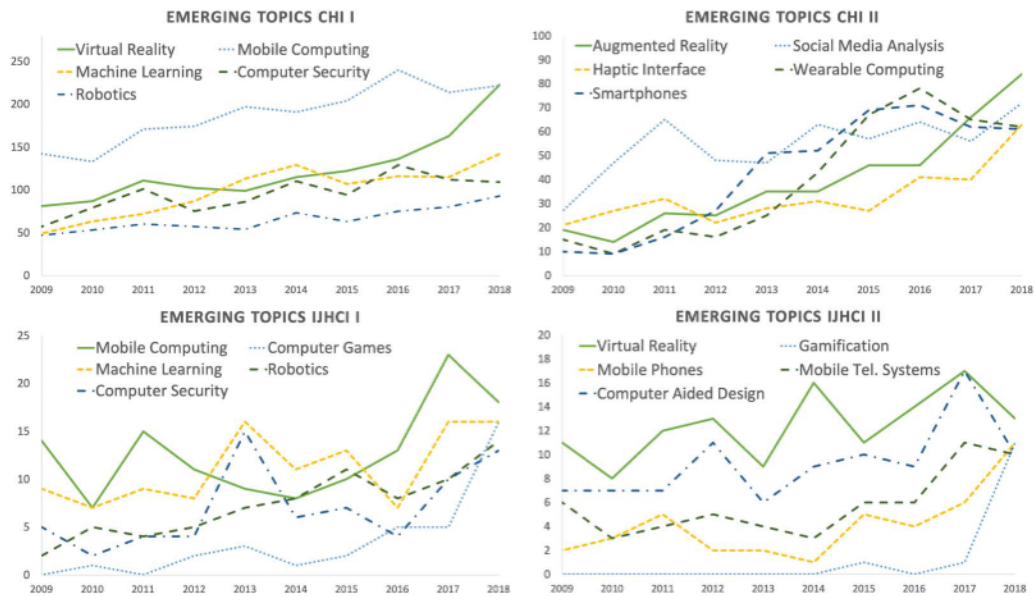 EMERGING TOPICS CHI I
Virtual Reality Mobile Computing
Machine Learning Computer Security
Robotics
250
200
150
100
50
0
2009 2010 2011 2012 2013 2014 2015 2016 2017 2018
EMERGING TOPICS CHI II
Augmented Reality Social Media Analysis
Haptic Interface Wearable Computing
Smartphones
100
90
80
70
60
50
40
30
20
10
0
2009 2010 2011 2012 2013 2014 2015 2016 2017 2018
EMERGING TOPICS IJHCI I
Mobile Computing Computer Games
Machine Learning Robotics
Computer Security
25
20
15
10
5
0
2009 2010 2011 2012 2013 2014 2015 2016 2017 2018
EMERGING TOPICS IJHCI II
Virtual Reality Gamification
Mobile Phones Mobile Tel. Systems
Computer Aided Design
20
18
16
14
12
10
8
6
4
2
0
2009 2010 2011 2012 2013 2014 2015 2016 2017 2018